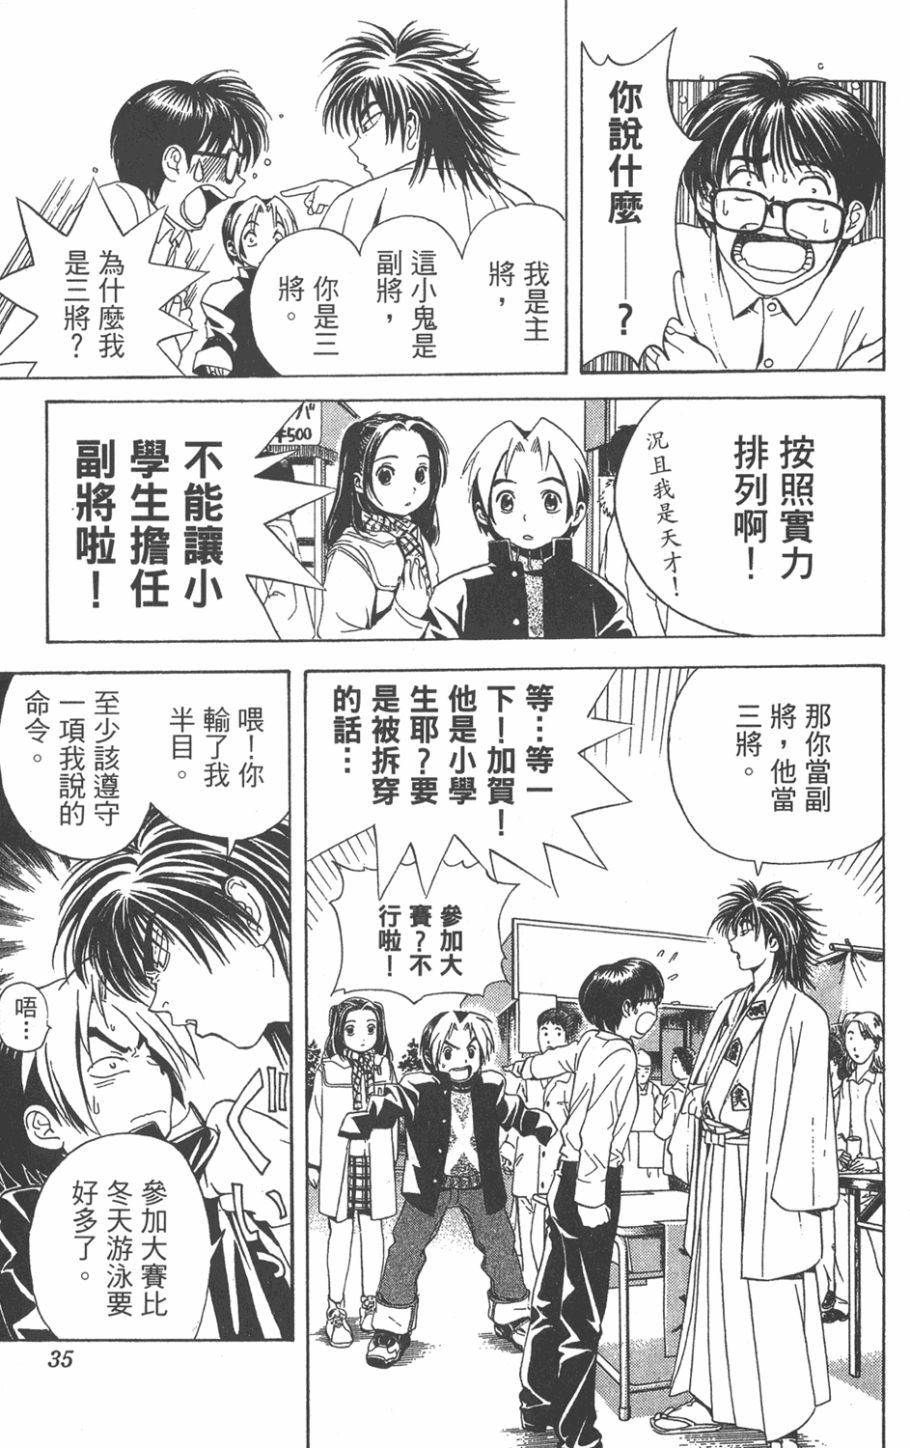 你說什麼——？
我是主
將，
這小鬼是
副將，
你是三
將。
為什麼我
是三將？
按照實力
排列啊！
況且我是天才！
バ
¥500
不能讓小
學生擔任
副將啦！
那你當副
將，他當
三將。
等…等一
下！加賀！
他是小學
生耶？要
是被拆穿
的話…
參加大
賽？不
行啦！
喂！你
輸了我
半目。
至少該遵守
一項我說的
命令。
唔…
參加大賽比
冬天游泳要
好多了。
35